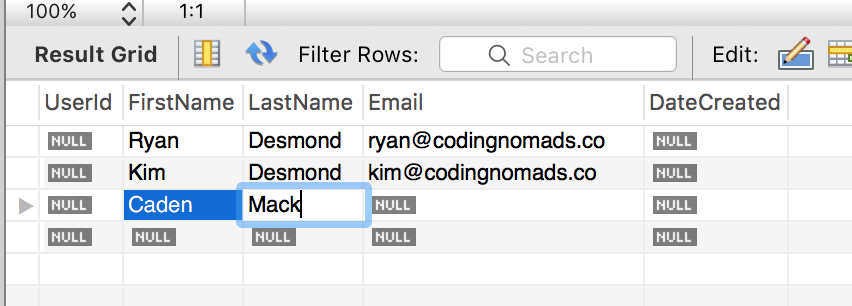 100% 1:1
Result Grid Filter Rows: Search Edit:
UserId FirstName LastName Email DateCreated
NULL Ryan Desmond ryan@codingnomads.co NULL
NULL Kim Desmond kim@codingnomads.co NULL
Caden Mack NULL NULL
NULL NULL NULL NULL NULL